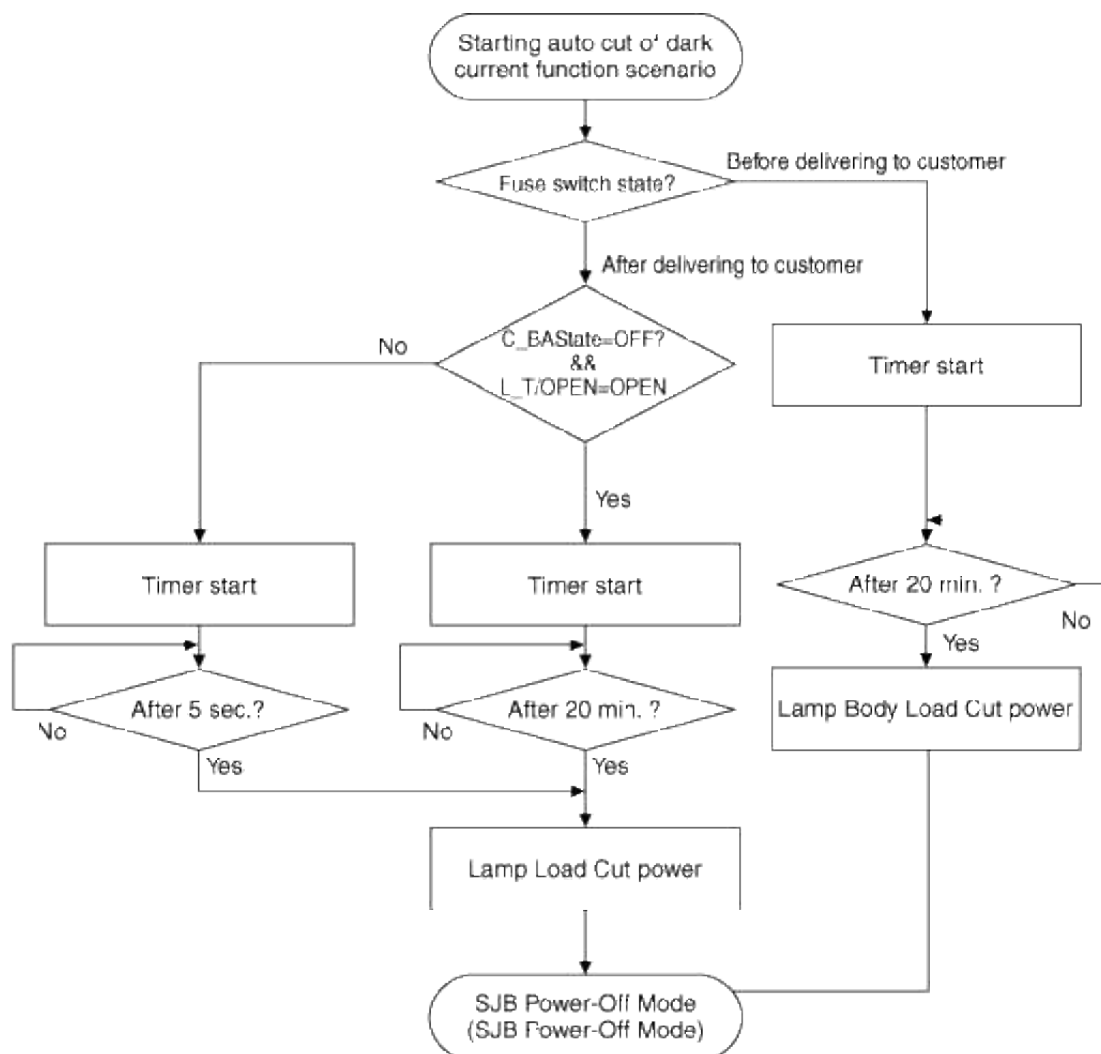 Starting auto cut of dark
current function scenario
Fuse switch state?
Before delivering to customer
After delivering to customer
C_BAState=OFF?
&&
L_T/OPEN=OPEN
No
Yes
Timer start
Timer start
Timer start
After 20 min. ?
No
Yes
After 5 sec.?
No
Yes
After 20 min. ?
No
Yes
Lamp Body Load Cut power
Lamp Load Cut power
SJB Power-Off Mode
(SJB Power-Off Mode)